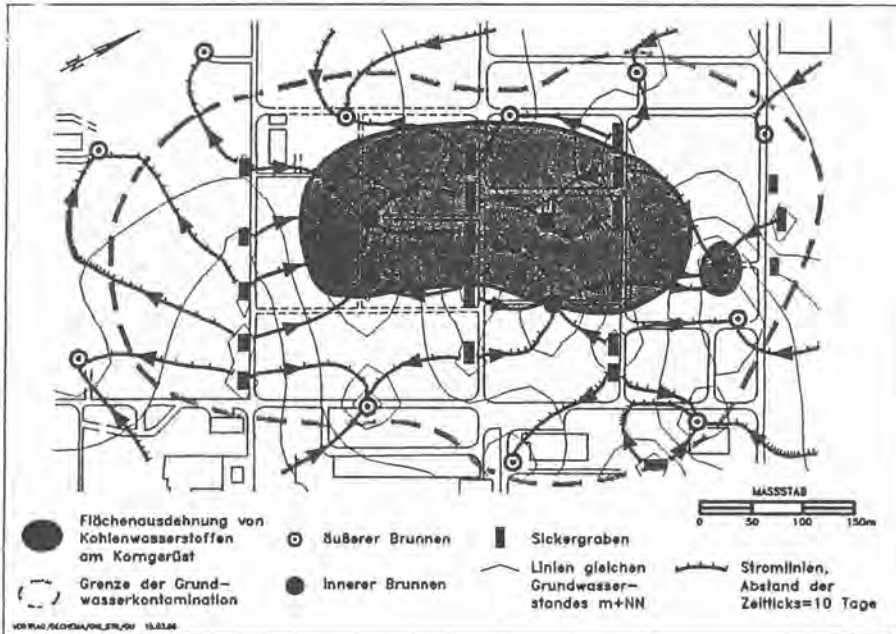 MASSSTAB
0 50 100 150m
Flächenausdehnung von
Kohlenwasserstoffen
am Korngerüst
Grenze der Grund-
wasserkontamination
äußerer Brunnen
innerer Brunnen
Sickergraben
Linien gleichen
Grundwasser-
standes m+NN
Stromlinien,
Abstand der
Zeitticks=10 Tage